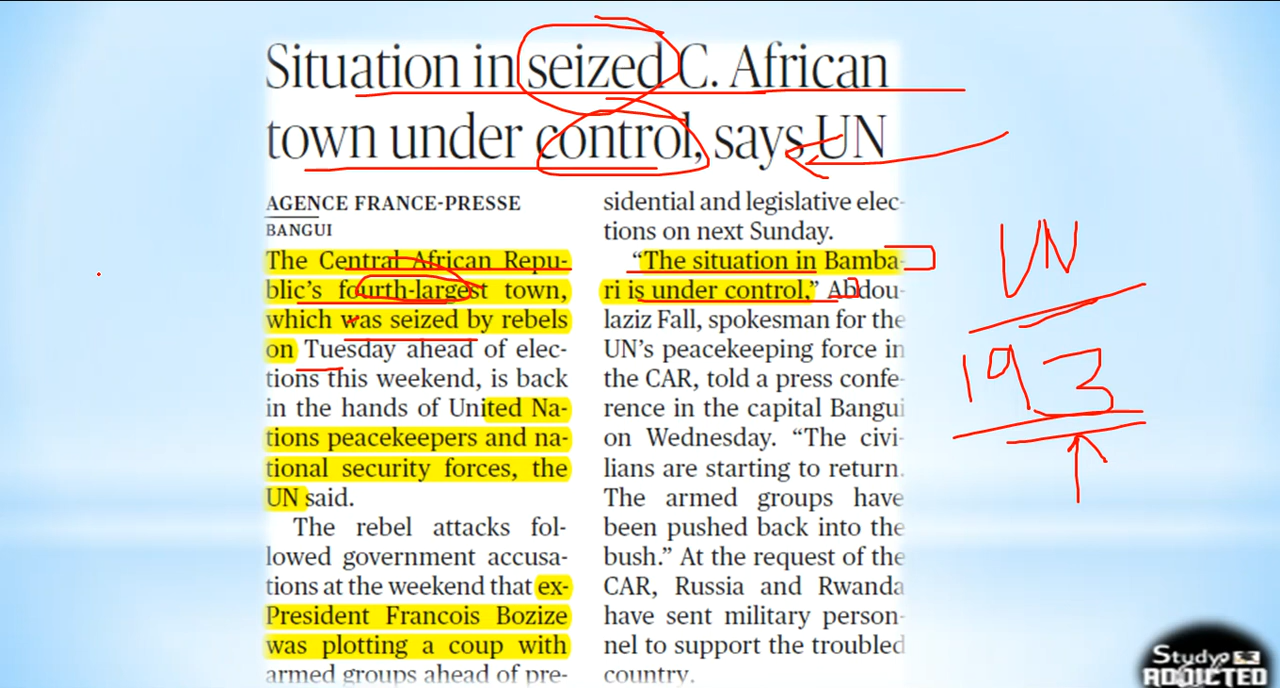 Situation in seized C. African
town under control, says UN
AGENCE FRANCE-PRESSE
BANGUI
The Central African Repu-
blic's fourth-largest town,
which was seized by rebels
on Tuesday ahead of elec-
tions this weekend, is back
in the hands of United Na-
tions peacekeepers and na-
tional security forces, the
UN said.
The rebel attacks fol-
lowed government accusa-
tions at the weekend that ex-
President Francois Bozize
was plotting a coup with
armed groups ahead of pre-
sidential and legislative elec-
tions on next Sunday.
“The situation in Bamba-
ri is under control,” Abdou-
laziz Fall, spokesman for the
UN's peacekeeping force in
the CAR, told a press confe-
rence in the capital Bangui
on Wednesday. “The civi-
lians are starting to return.
The armed groups have
been pushed back into the
bush.” At the request of the
CAR, Russia and Rwanda
have sent military person-
nel to support the troubled
country.
UN
193
Study
ADDICTED